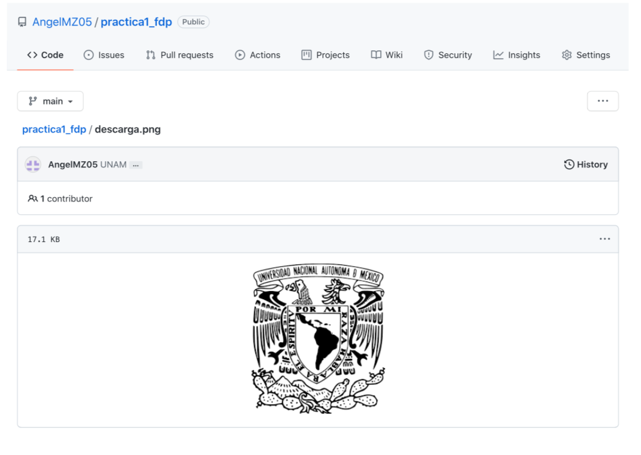 AngelMZ05 / practica1_fdp Public
Code Issues Pull requests Actions Projects Wiki Security Insights Settings
main ...
practica1_fdp / descarga.png
AngelMZ05 UNAM ... History
1 contributor
17.1 KB ...
UNIVERSIDAD NACIONAL AUTONOMA D MEXICO
POR MI RAZA HABLARA EL ESPIRITU